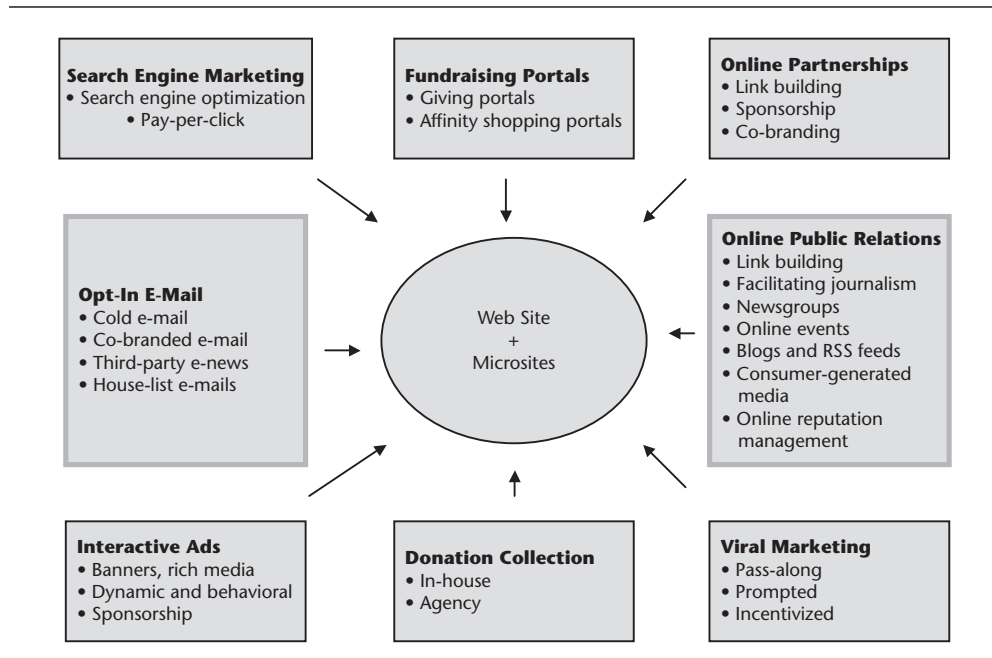 Search Engine Marketing
• Search engine optimization
• Pay-per-click
Fundraising Portals
• Giving portals
• Affinity shopping portals
Online Partnerships
• Link building
• Sponsorship
• Co-branding
Opt-In E-Mail
• Cold e-mail
• Co-branded e-mail
• Third-party e-news
• House-list e-mails
Web Site
+
Microsites
Online Public Relations
• Link building
• Facilitating journalism
• Newsgroups
• Online events
• Blogs and RSS feeds
• Consumer-generated
media
• Online reputation
management
Interactive Ads
• Banners, rich media
• Dynamic and behavioral
• Sponsorship
Donation Collection
• In-house
• Agency
Viral Marketing
• Pass-along
• Prompted
• Incentivized